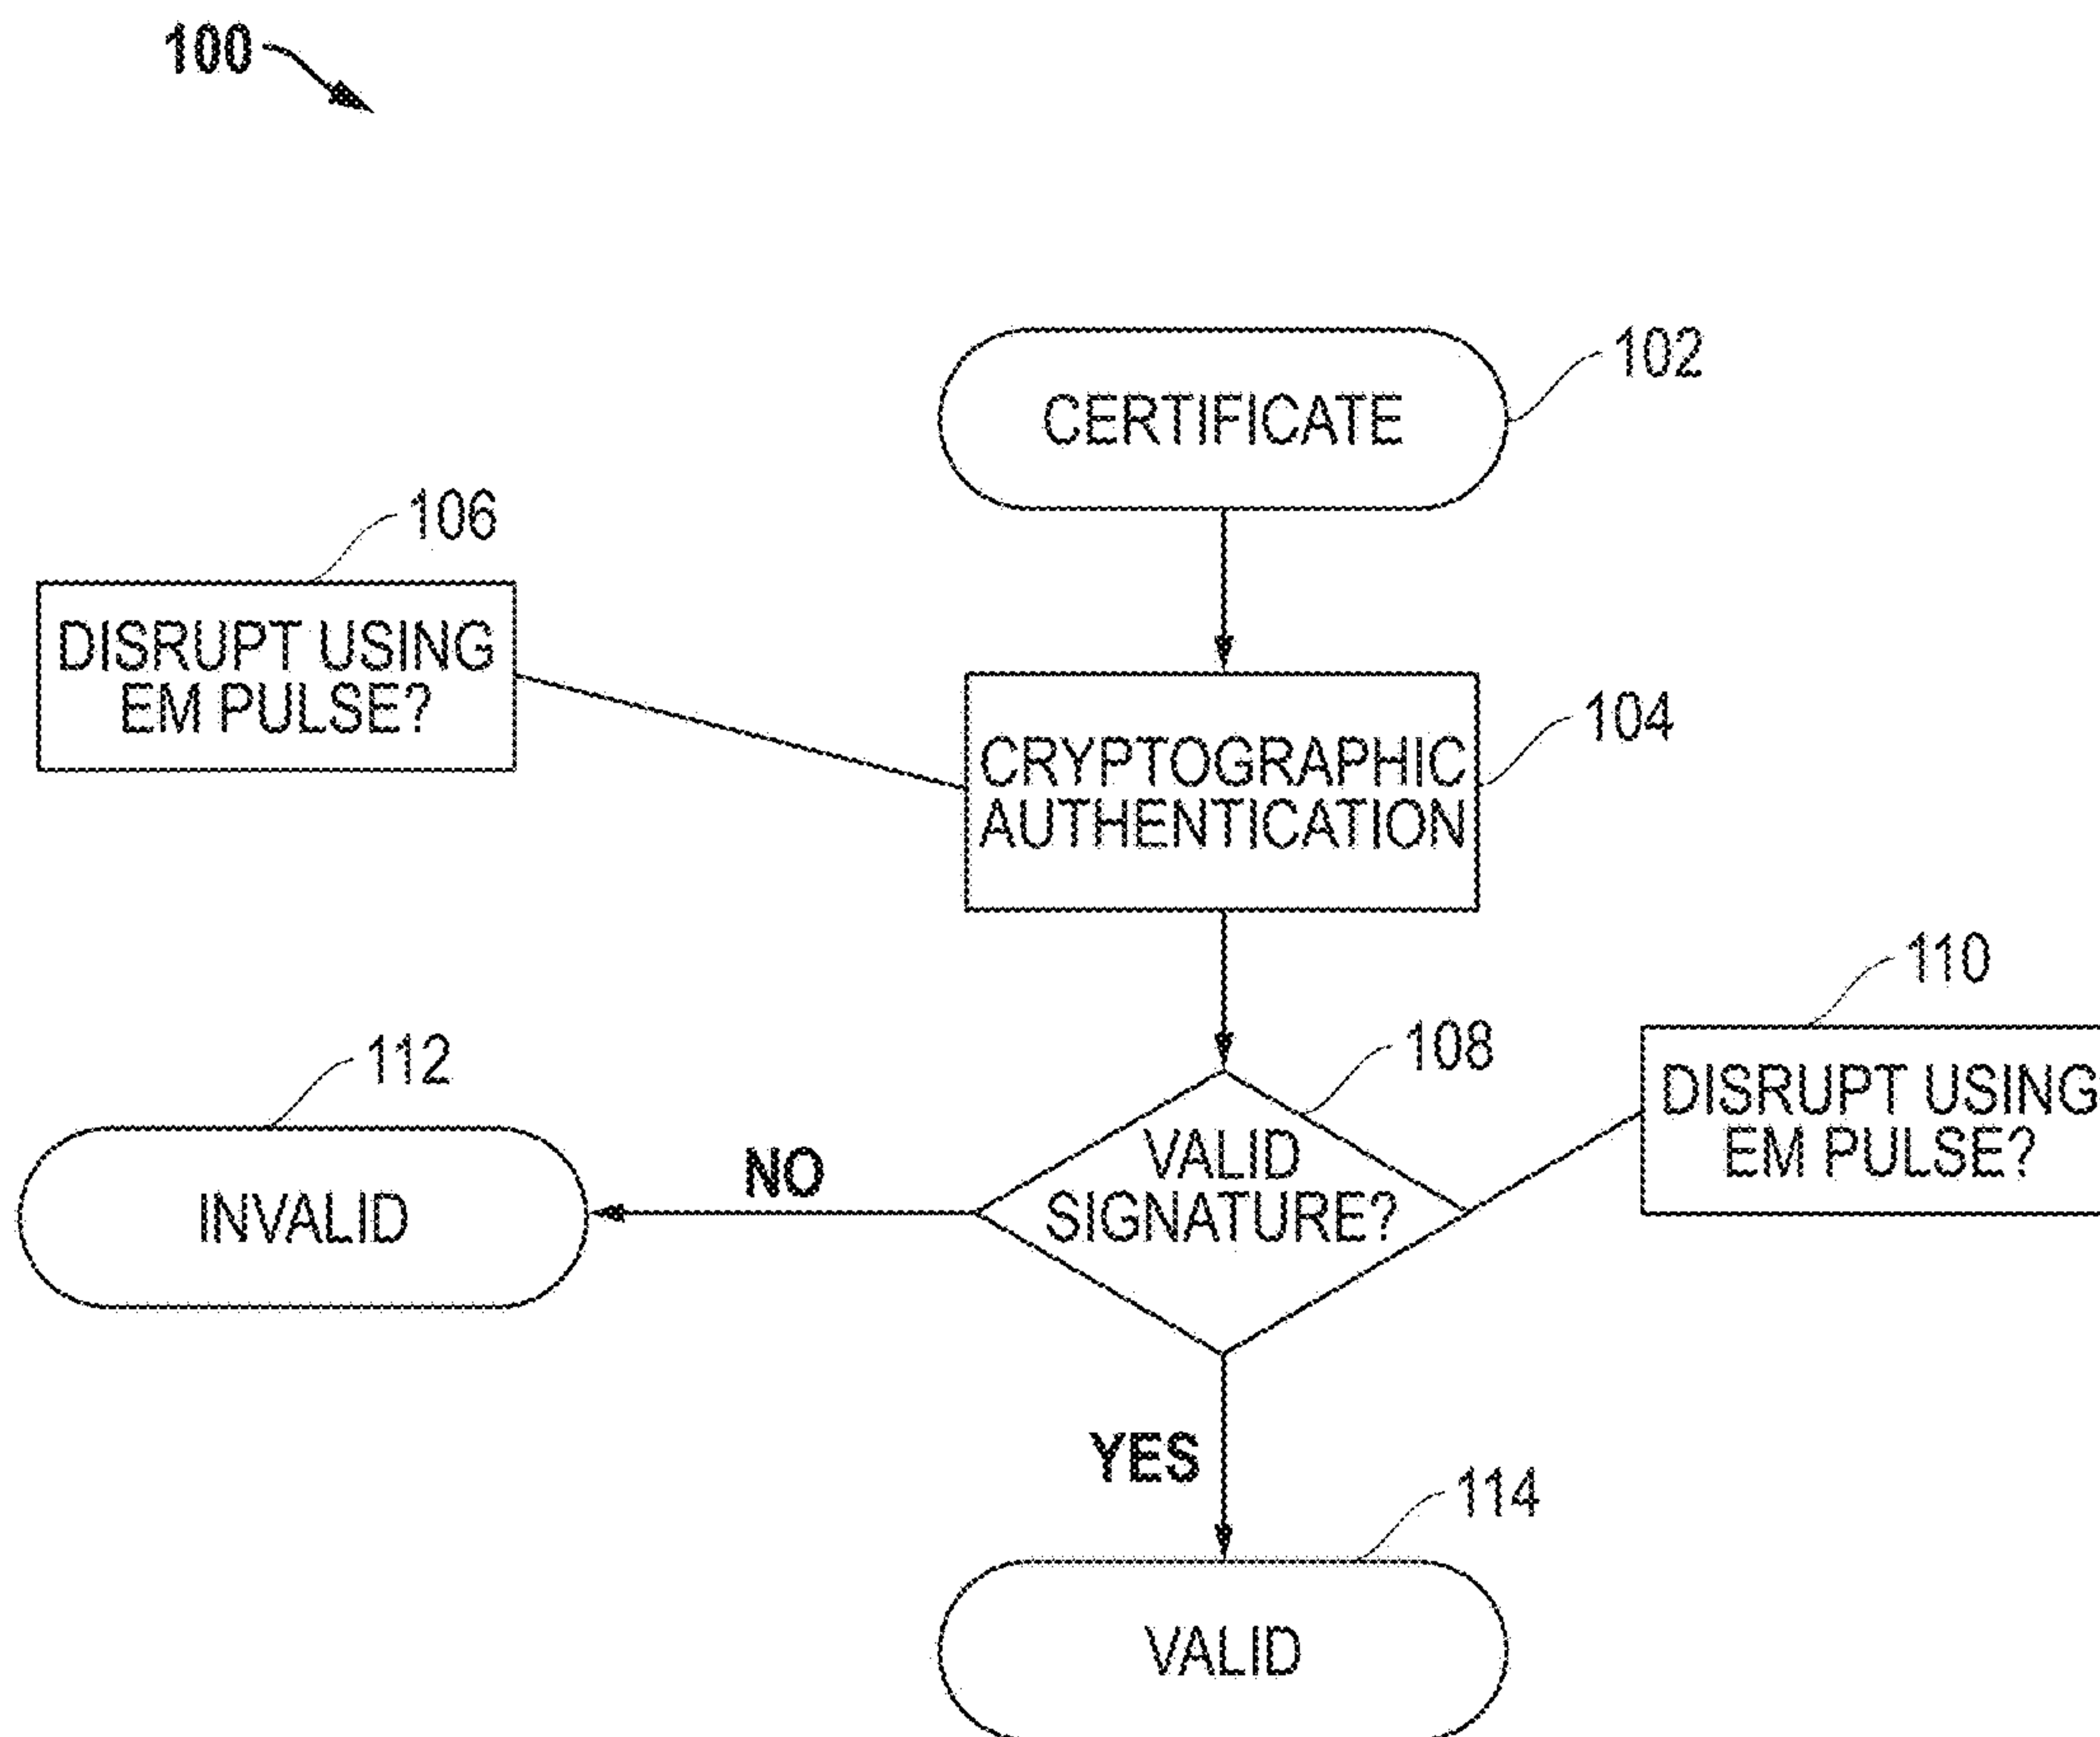 100
CERTIFICATE
102
106
DISRUPT USING
EM PULSE?
CRYPTOGRAPHIC
AUTHENTICATION
104
110
DISRUPT USING
EM PULSE?
108
VALID
SIGNATURE?
112
INVALID
NO
YES
114
VALID